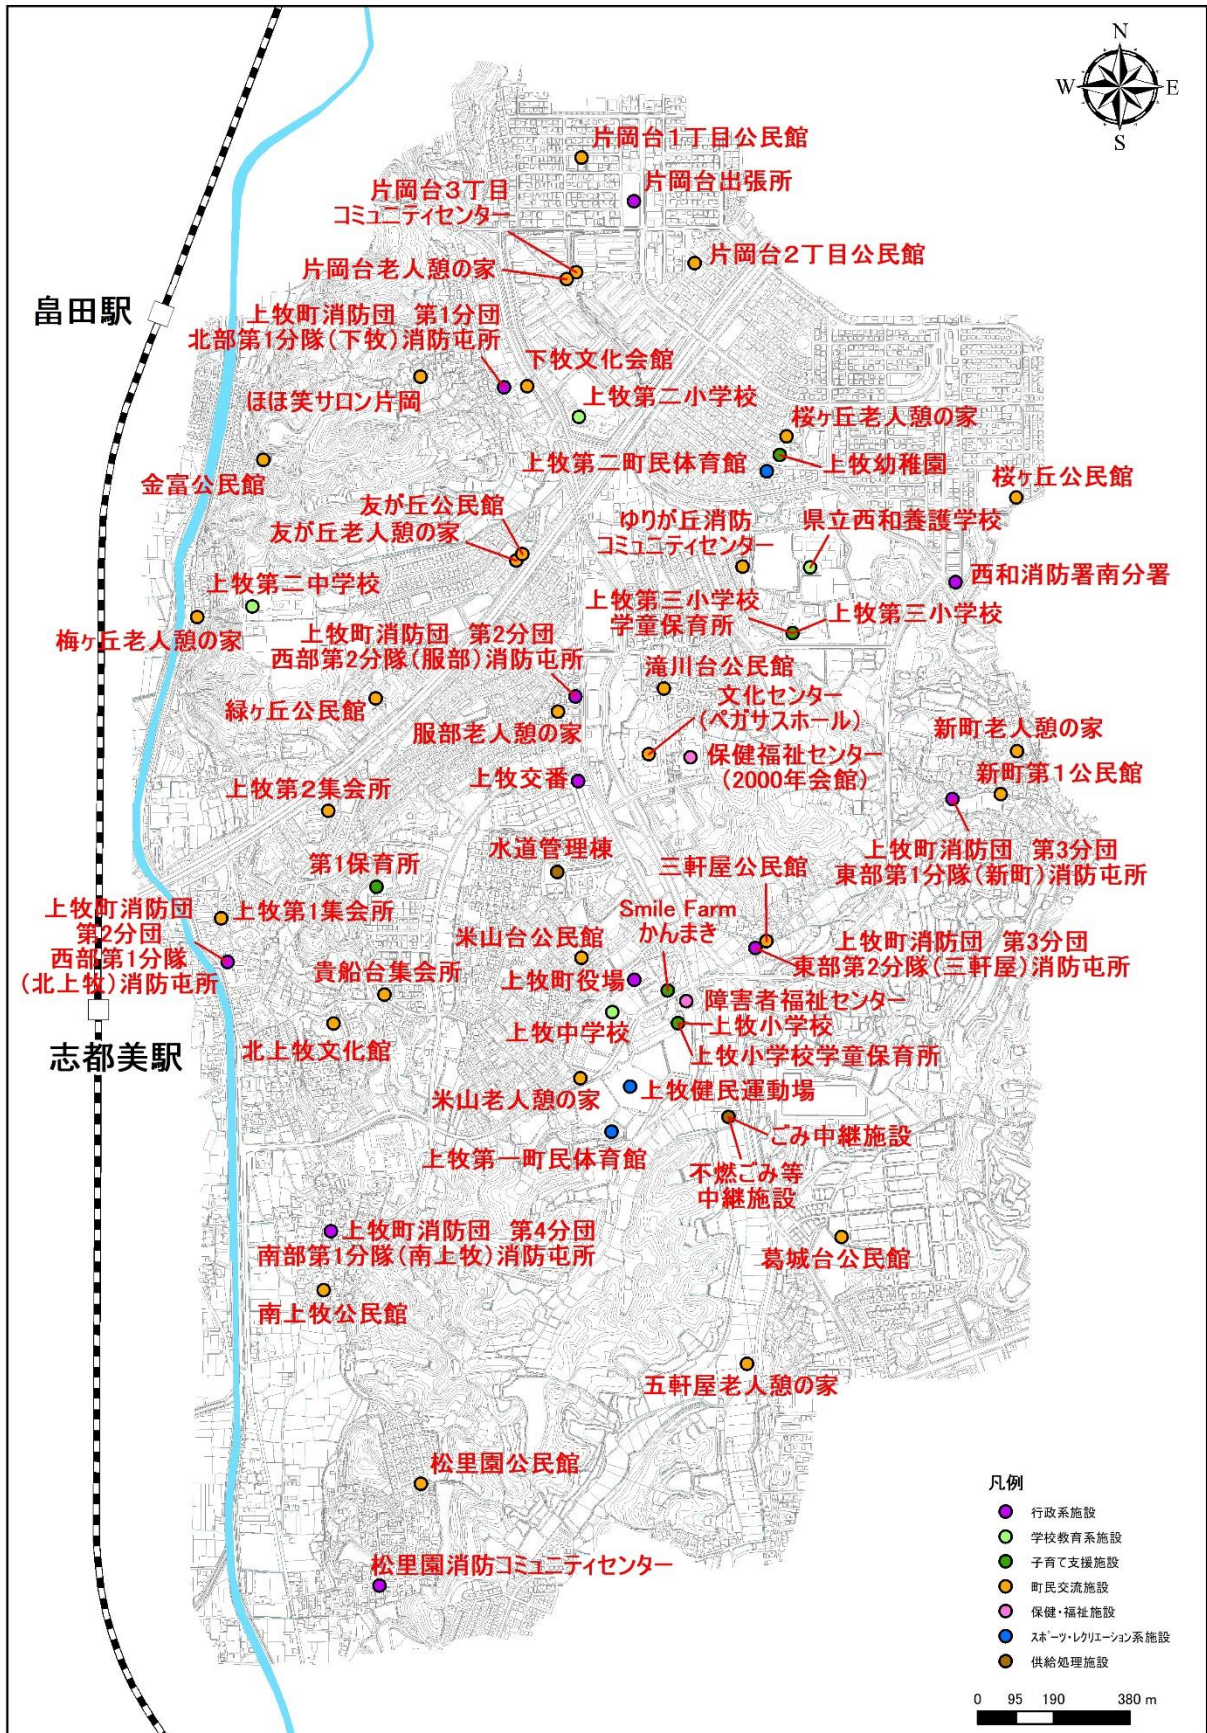 N
W
E
S
片岡台1丁目公民館
片岡台出張所
片岡台3丁目
コミュニティセンター
片岡台2丁目公民館
片岡台老人憩の家
畠田駅
上牧町消防団 第1分団
北部第1分隊(下牧)消防屯所
下牧文化会館
ほほ笑サロン片岡
上牧第二小学校
桜ヶ丘老人憩の家
上牧第二町民体育館
上牧幼稚園
金富公民館
桜ヶ丘公民館
友が丘公民館
友が丘老人憩の家
ゆりが丘消防
コミュニティセンター
県立西和養護学校
西和消防署南分署
上牧第二中学校
上牧第三小学校
学童保育所
上牧第三小学校
梅ヶ丘老人憩の家
上牧町消防団 第2分団
西部第2分隊(服部)消防屯所
滝川台公民館
緑ヶ丘公民館
文化センター
(ペガサスホール)
服部老人憩の家
新町老人憩の家
保健福祉センター
(2000年会館)
上牧交番
新町第1公民館
上牧第2集会所
水道管理棟
上牧町消防団 第3分団
東部第1分隊(新町)消防屯所
第1保育所
三軒屋公民館
上牧町消防団
第2分団
西部第1分隊
(北上牧)消防屯所
上牧第1集会所
Smile Farm
かんまき
米山台公民館
上牧町消防団 第3分団
東部第2分隊(三軒屋)消防屯所
貴船台集会所
上牧町役場
障害者福祉センター
志都美駅
北上牧文化館
上牧中学校
上牧小学校
上牧小学校学童保育所
米山老人憩の家
上牧健民運動場
上牧第一町民体育館
ごみ中継施設
不燃ごみ等
中継施設
上牧町消防団 第4分団
南部第1分隊(南上牧)消防屯所
葛城台公民館
南上牧公民館
五軒屋老人憩の家
松里園公民館
松里園消防コミュニティセンター
凡例
行政系施設
学校教育系施設
子育て支援施設
町民交流施設
保健・福祉施設
スポーツ・レクリエーション系施設
供給処理施設
0 95 190 380 m